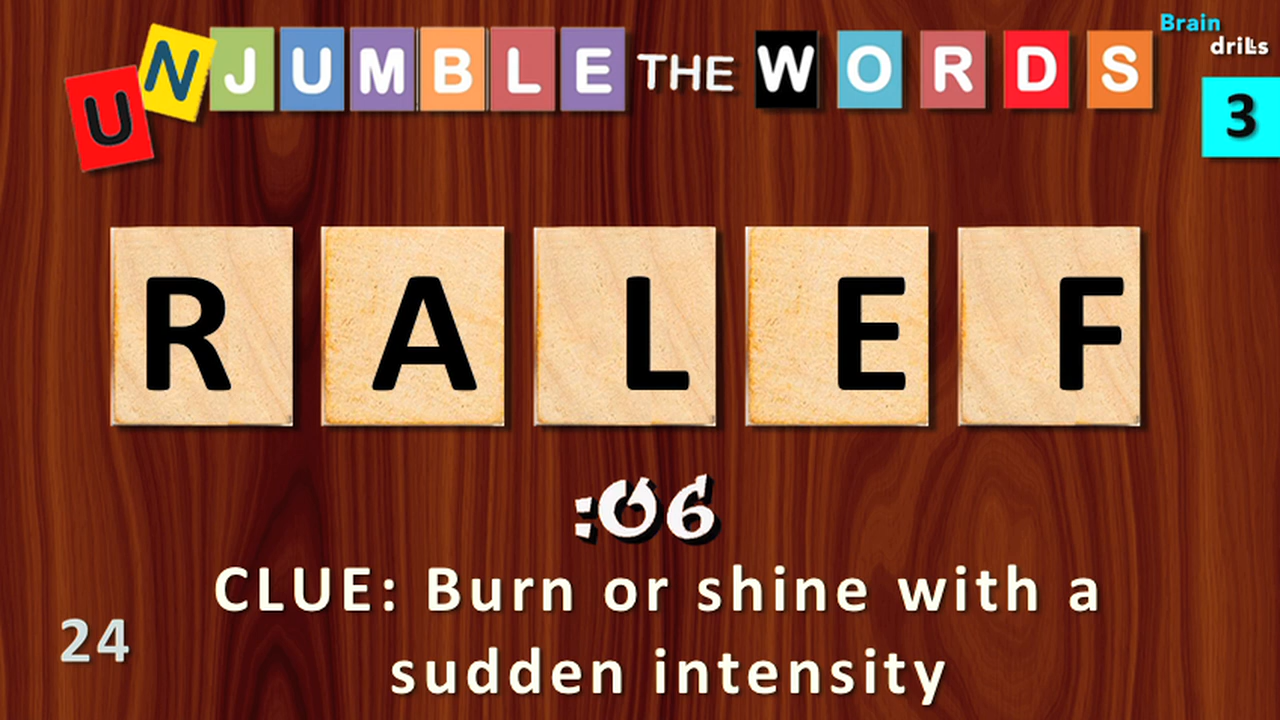 UNJUMBLE THE WORDS
Brain
drills
3
R A L E F
:06
CLUE: Burn or shine with a
24
sudden intensity